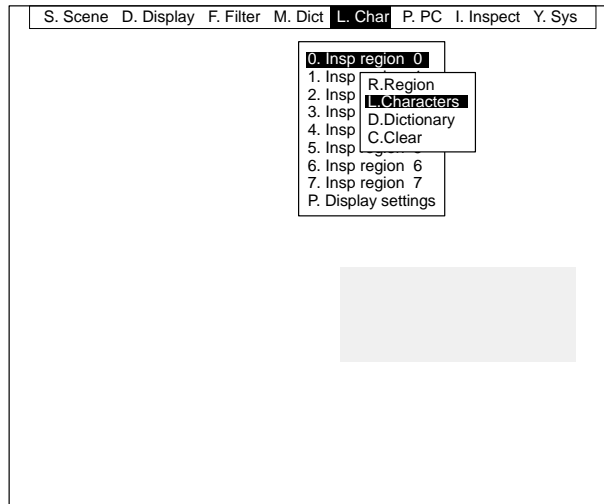 S. Scene D. Display F. Filter M. Dict L. Char P. PC I. Inspect Y. Sys
0. Insp region 0
1. Insp
R.Region
2. Insp
L.Characters
3. Insp
D.Dictionary
4. Insp
C.Clear
5. Insp
6. Insp region 6
7. Insp region 7
P. Display settings